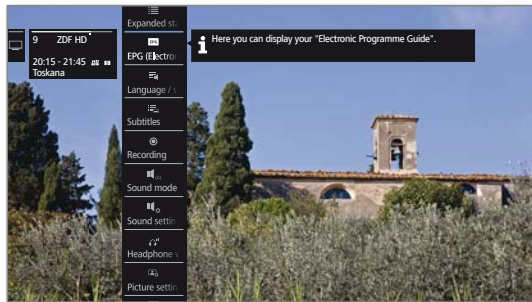 9 ZDF HD
20:15 - 21:45
Toskana
Expanded sta
EPG
EPG (Electron
Language / s
Subtitles
Recording
Sound mode
Sound settin
Headphone v
Picture settin
Here you can display your "Electronic Programme Guide".